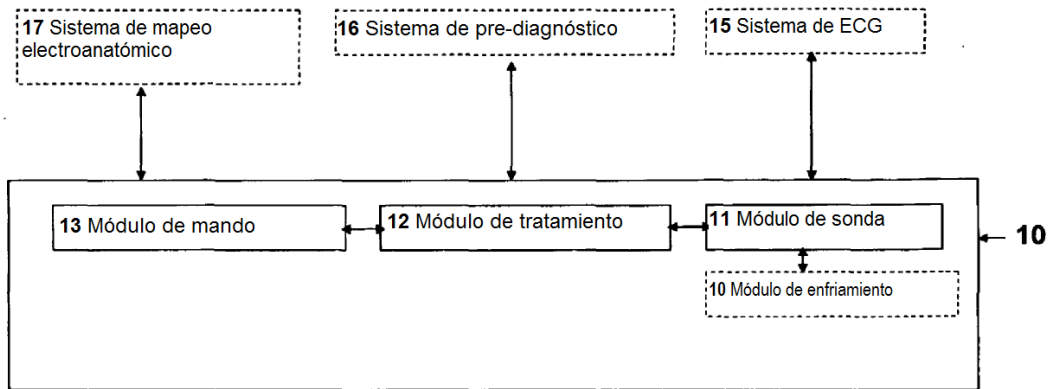 17 Sistema de mapeo
electroanatómico
16 Sistema de pre-diagnóstico
15 Sistema de ECG
13 Módulo de mando
12 Módulo de tratamiento
11 Módulo de sonda
10
10 Módulo de enfriamiento